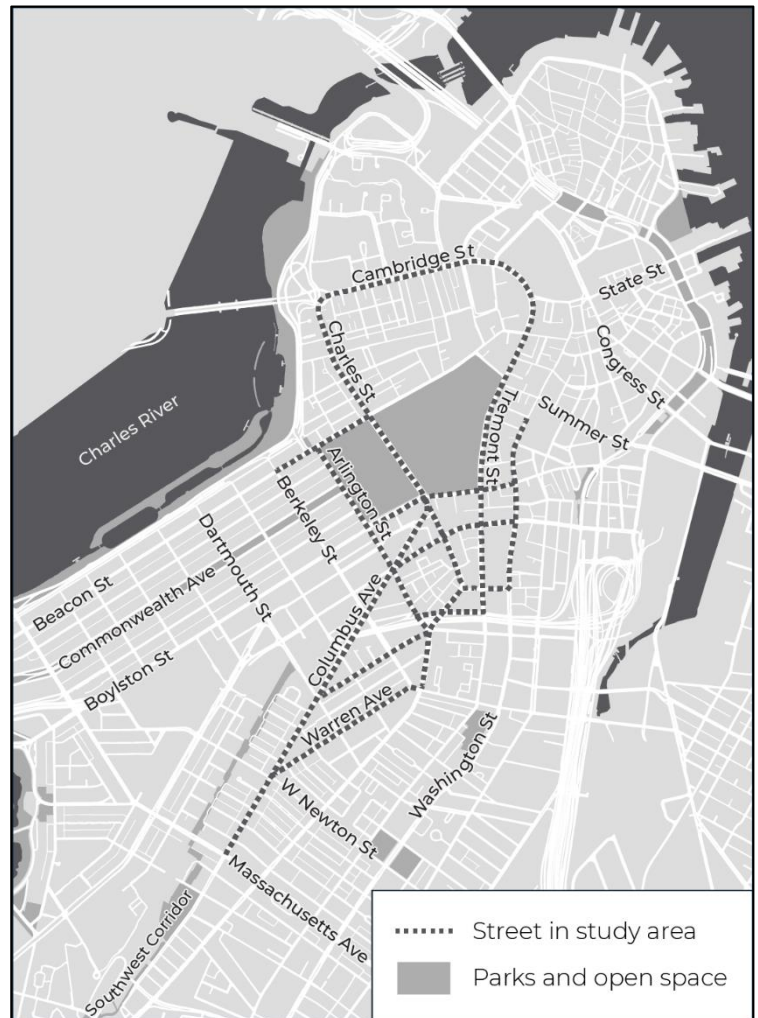 Cambridge St
State St
Charles St
Congress St
Tremont St
Summer St
Charles River
Arlington St
Berkeley St
Dartmouth St
Beacon St
Commonwealth Ave
Columbus Ave
Boylston St
Warren Ave
Washington St
W Newton St
Massachusetts Ave
Southwest Corridor
Street in study area
Parks and open space